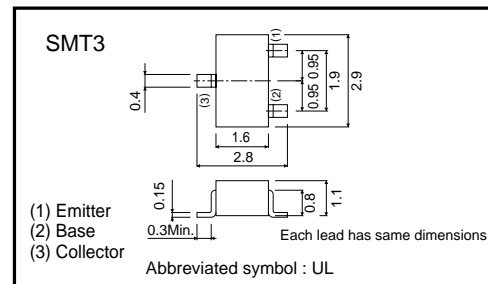 SMT3
(1)
(2)
(3)
0.4
0.95
0.95
1.9
2.9
1.6
2.8
0.15
0.3Min.
0.8
1.1
(1) Emitter
(2) Base
(3) Collector
Each lead has same dimensions
Abbreviated symbol : UL